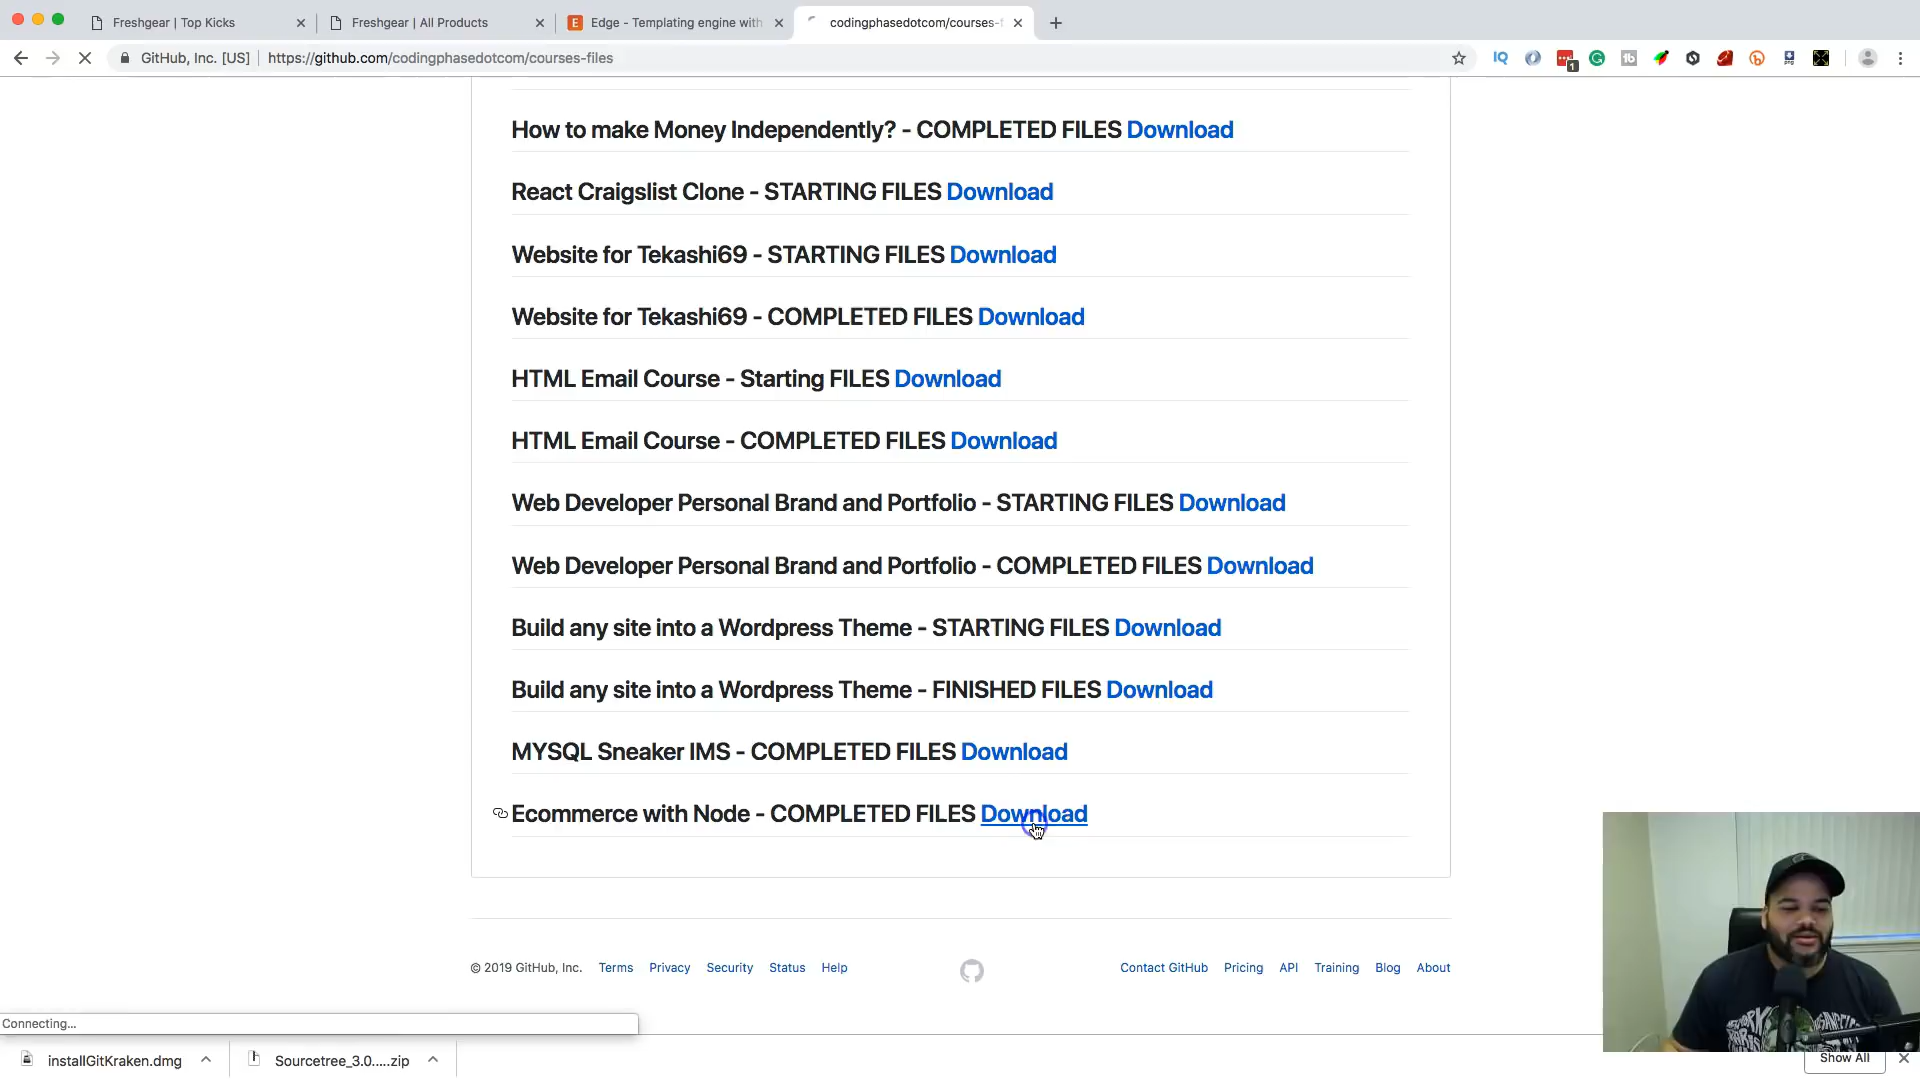 Freshgear | Top Kicks
Freshgear | All Products
Edge - Templating engine with
codingphasedotcom/courses-f
GitHub, Inc. [US] | https://github.com/codingphasedotcom/courses-files
How to make Money Independently? - COMPLETED FILES Download
React Craigslist Clone - STARTING FILES Download
Website for Tekashi69 - STARTING FILES Download
Website for Tekashi69 - COMPLETED FILES Download
HTML Email Course - Starting FILES Download
HTML Email Course - COMPLETED FILES Download
Web Developer Personal Brand and Portfolio - STARTING FILES Download
Web Developer Personal Brand and Portfolio - COMPLETED FILES Download
Build any site into a Wordpress Theme - STARTING FILES Download
Build any site into a Wordpress Theme - FINISHED FILES Download
MYSQL Sneaker IMS - COMPLETED FILES Download
Ecommerce with Node - COMPLETED FILES Download
© 2019 GitHub, Inc. Terms Privacy Security Status Help
Contact GitHub Pricing API Training Blog About
Connecting...
installGitKraken.dmg
Sourcetree_3.0.....zip
Show All